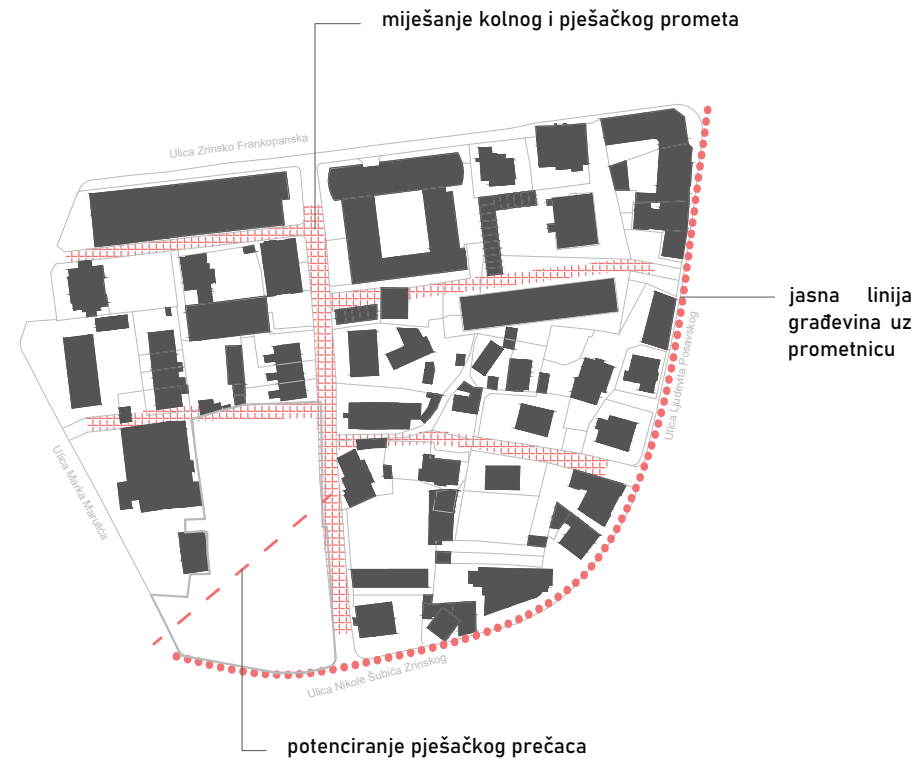 miješanje kolnog i pješačkog prometa
Ulica Zrinsko Frankopanska
jasna linija
građevina uz
prometnicu
Ulica Ljudevita Posavskog
Ulica Marka Marulića
Ulica Nikole Šubića Zrinskog
potenciranje pješačkog prečaca